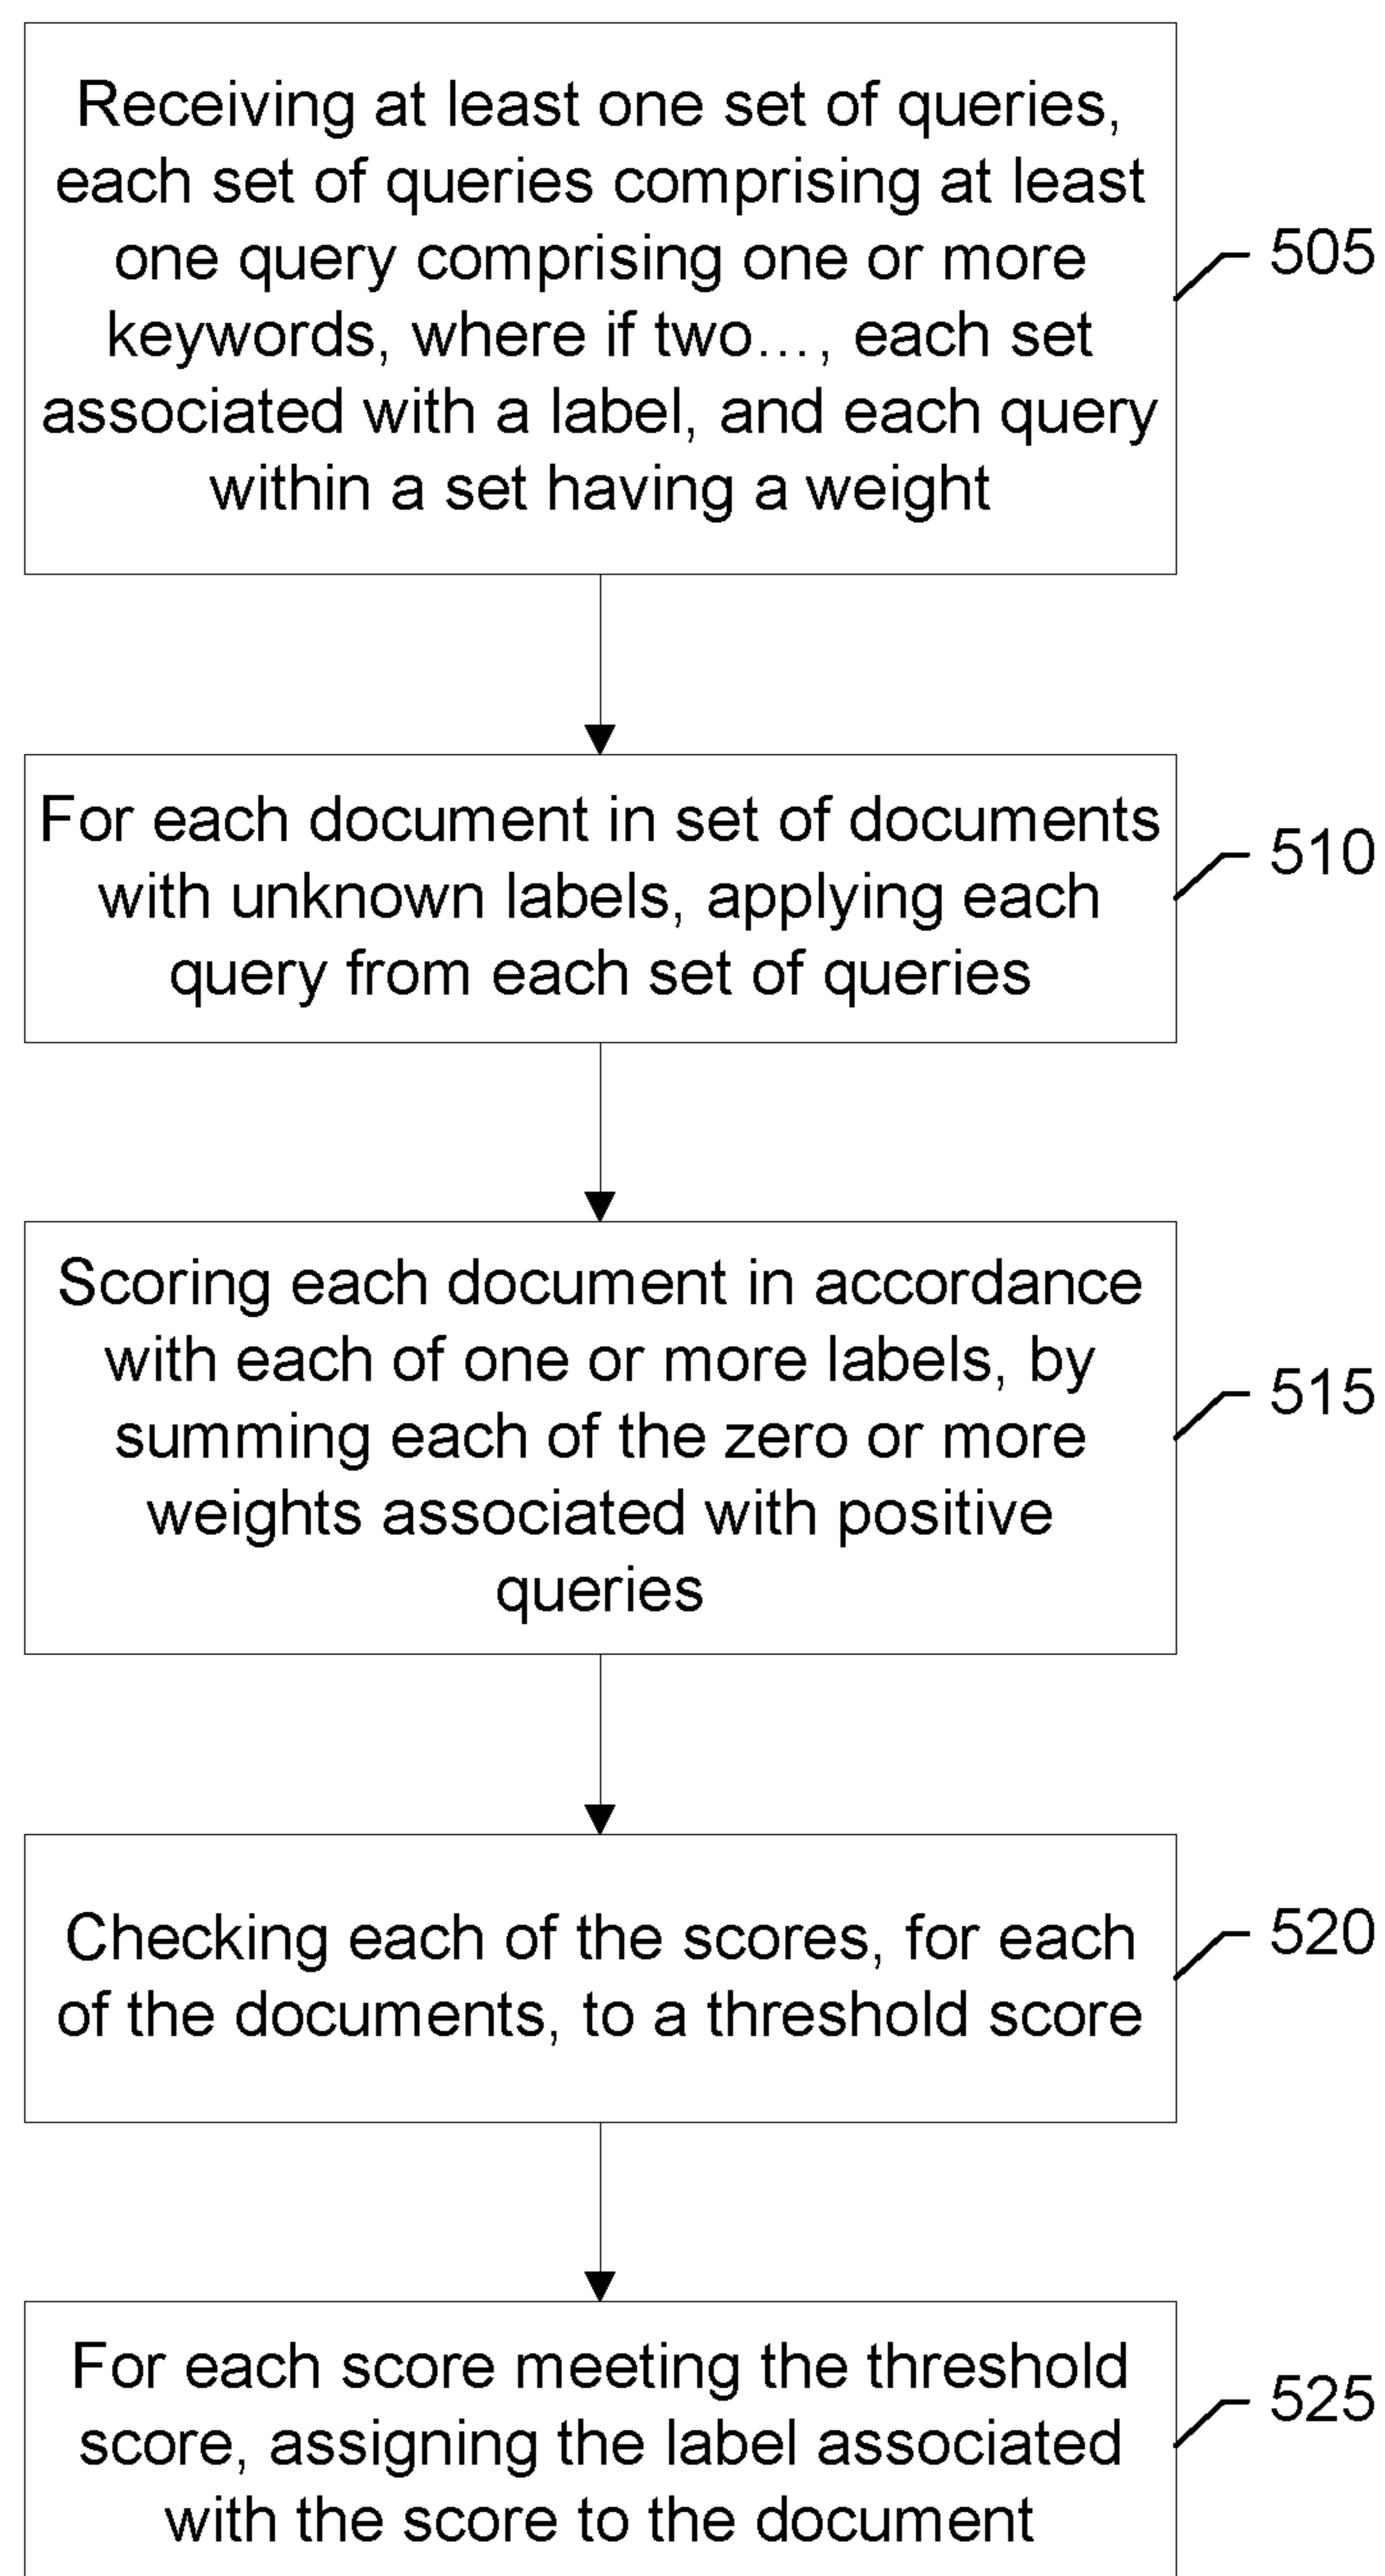 Receiving at least one set of queries,
each set of queries comprising at least
one query comprising one or more
keywords, where if two…, each set
associated with a label, and each query
within a set having a weight
505
For each document in set of documents
with unknown labels, applying each
query from each set of queries
510
Scoring each document in accordance
with each of one or more labels, by
summing each of the zero or more
weights associated with positive
queries
515
Checking each of the scores, for each
of the documents, to a threshold score
520
For each score meeting the threshold
score, assigning the label associated
with the score to the document
525